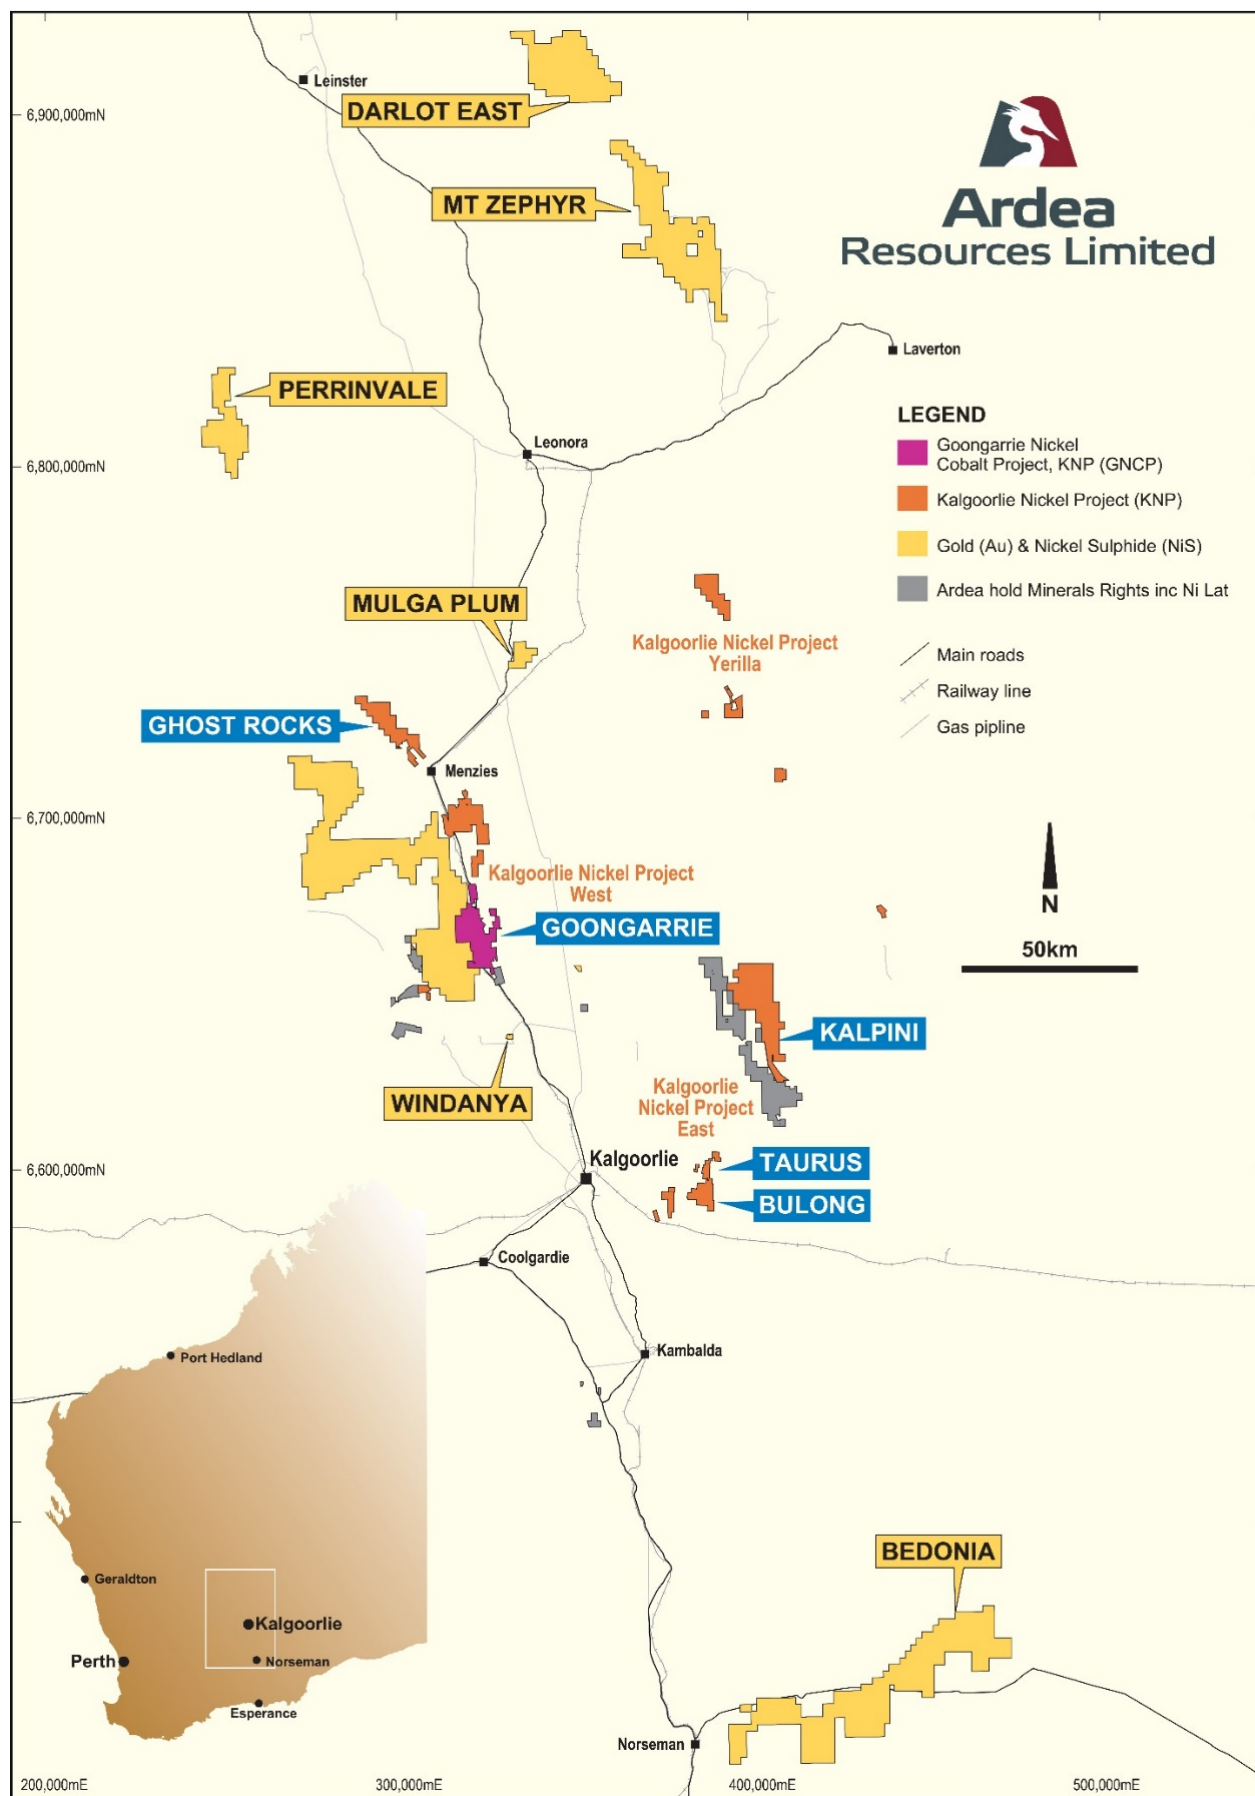 Leinster
DARLOT EAST
6,900,000mN
MT ZEPHYR
Ardea
Resources Limited
Laverton
PERRINVALE
Leonora
6,800,000mN
LEGEND
Goongarrie Nickel
Cobalt Project, KNP (GNCP)
Kalgoorlie Nickel Project (KNP)
Gold (Au) & Nickel Sulphide (NiS)
Ardea hold Minerals Rights inc Ni Lat
Main roads
Railway line
Gas pipline
MULGA PLUM
Kalgoorlie Nickel Project
Yerilla
GHOST ROCKS
Menzies
6,700,000mN
Kalgoorlie Nickel Project
West
GOONGARRIE
N
50km
KALPINI
WINDANYA
Kalgoorlie
Nickel Project
East
6,600,000mN
Kalgoorlie
TAURUS
BULONG
Coolgardie
Kambalda
Port Hedland
BEDONIA
Geraldton
Kalgoorlie
Perth
Norseman
Esperance
Norseman
200,000mE
300,000mE
400,000mE
500,000mE